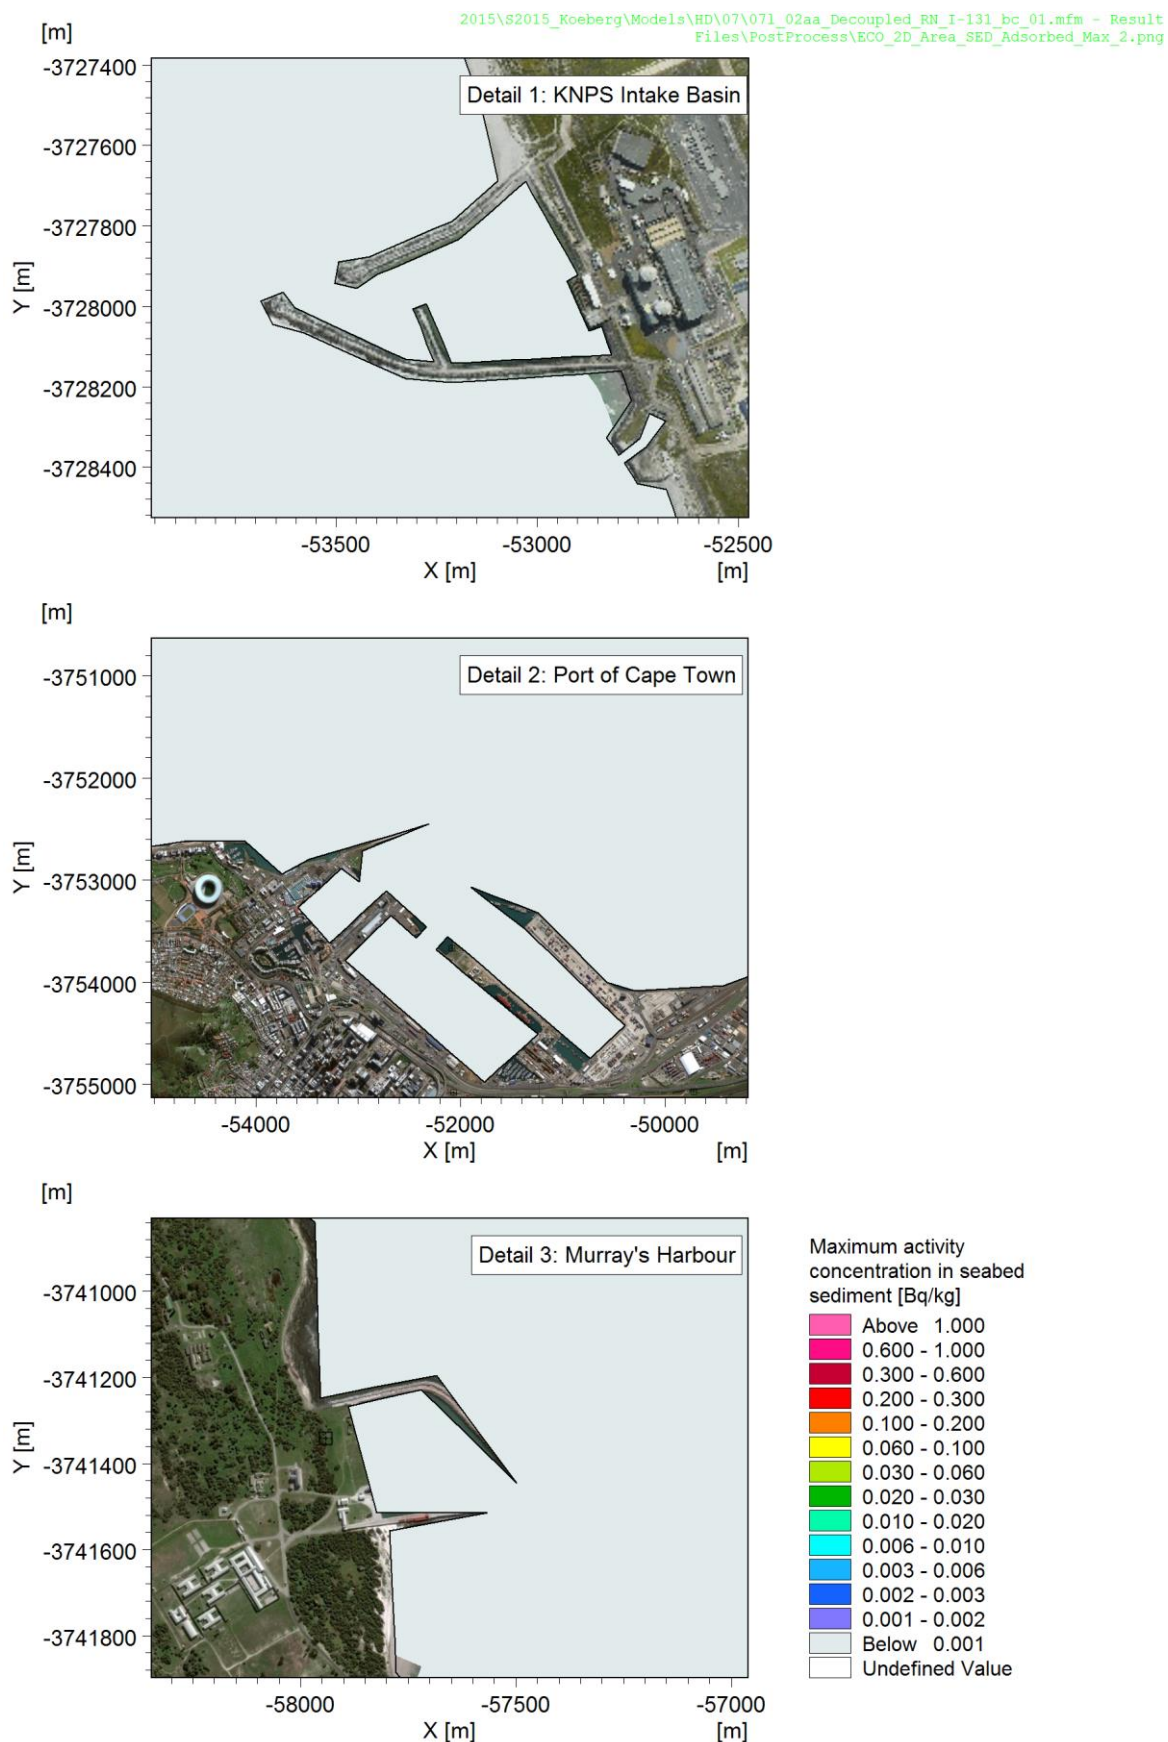 2015\S2015_Koeberg\Models\HD\07\071_02aa_Decoupled_RN_I-131_bc_01.mfm - Result
Files\PostProcess\ECO_2D_Area_SED_Adsorbed_Max_2.png
[m]
-3727400
Detail 1: KNPS Intake Basin
-3727600
-3727800
Y [m]
-3728000
-3728200
-3728400
-53500 -53000 -52500
X [m] [m]
[m]
-3751000
Detail 2: Port of Cape Town
-3752000
Y [m]
-3753000
-3754000
-3755000
-54000 -52000 -50000
X [m] [m]
[m]
Detail 3: Murray's Harbour
-3741000
-3741200
Y [m]
-3741400
-3741600
-3741800
-58000 -57500 -57000
X [m] [m]
Maximum activity
concentration in seabed
sediment [Bq/kg]
Above 1.000
0.600 - 1.000
0.300 - 0.600
0.200 - 0.300
0.100 - 0.200
0.060 - 0.100
0.030 - 0.060
0.020 - 0.030
0.010 - 0.020
0.006 - 0.010
0.003 - 0.006
0.002 - 0.003
0.001 - 0.002
Below 0.001
Undefined Value